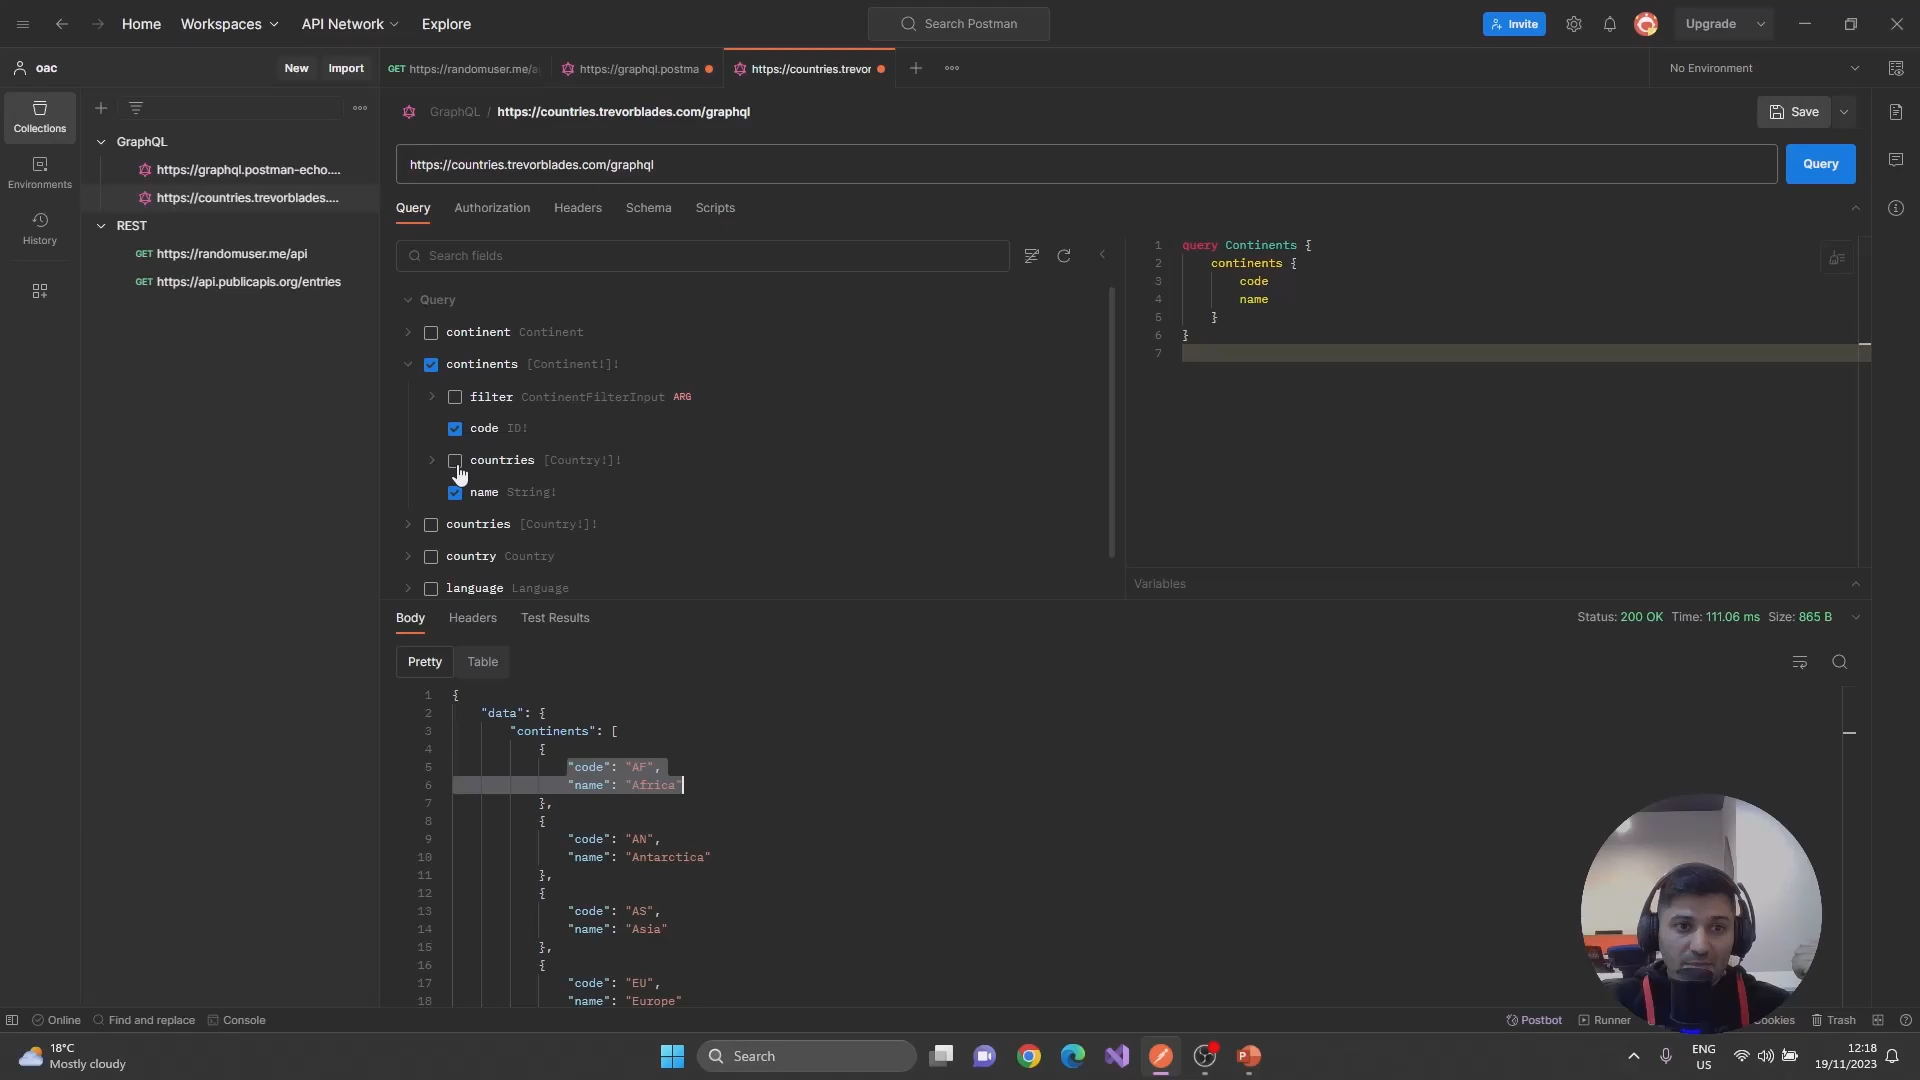 Home Workspaces API Network Explore Search Postman Invite Upgrade
oac New Import GET https://randomuser.me/a https://graphql.postma https://countries.trevor No Environment
Collections
Environments
History
GraphQL
https://graphql.postman-echo....
https://countries.trevorblades....
REST
GET https://randomuser.me/api
GET https://api.publicapis.org/entries
GraphQL / https://countries.trevorblades.com/graphql Save
https://countries.trevorblades.com/graphql Query
Query Authorization Headers Schema Scripts
Search fields
Query
continent Continent
continents [Continent!]!
filter ContinentFilterInput ARG
code ID!
countries [Country!]!
name String!
countries [Country!]!
country Country
language Language
1 query Continents {
2 continents {
3 code
4 name
5 }
6 }
7
Variables
Body Headers Test Results Status: 200 OK Time: 111.06 ms Size: 865 B
Pretty Table
1 {
2 "data": {
3 "continents": [
4 {
5 "code": "AF",
6 "name": "Africa"
7 },
8 {
9 "code": "AN",
10 "name": "Antarctica"
11 },
12 {
13 "code": "AS",
14 "name": "Asia"
15 },
16 {
17 "code": "EU",
18 "name": "Europe"
Online Find and replace Console Postbot Runner ookies Trash
18°C
Mostly cloudy
Search
ENG
US
12:18
19/11/2023